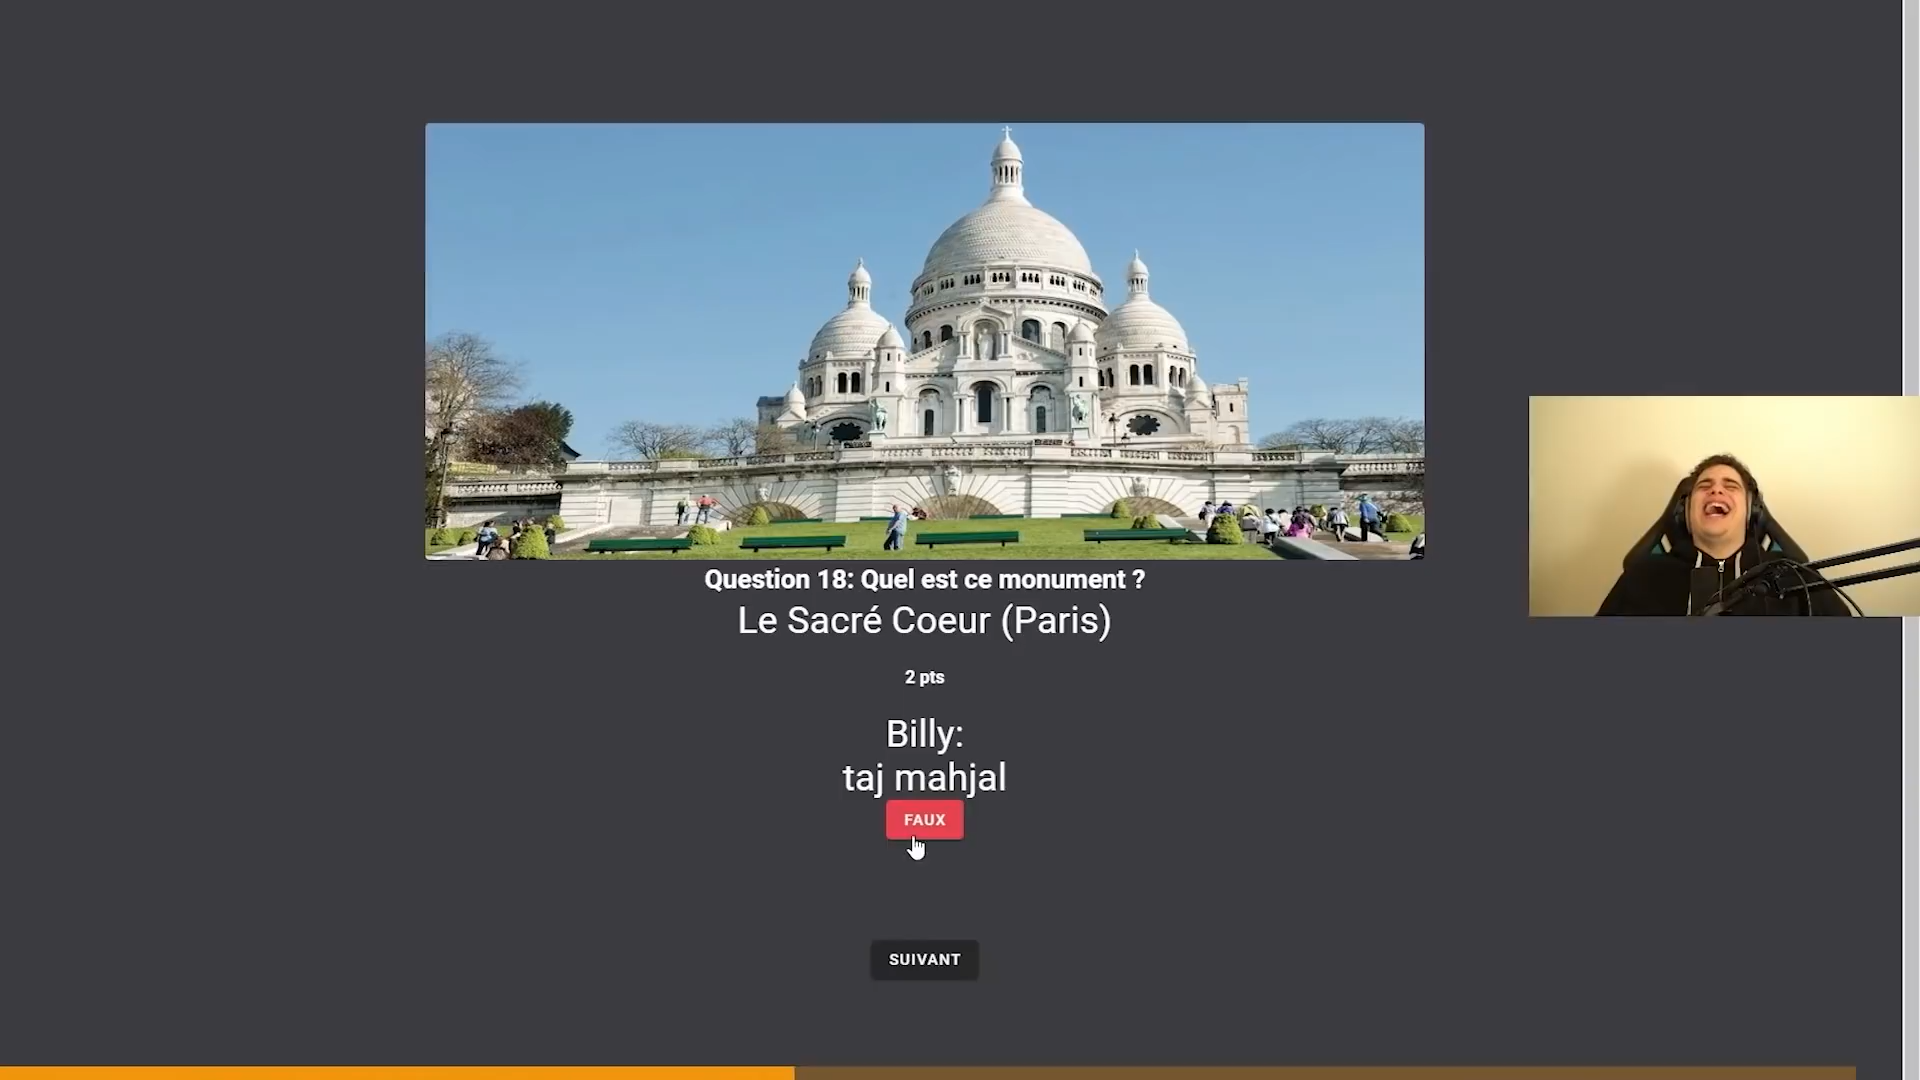 Question 18: Quel est ce monument ?
Le Sacré Coeur (Paris)
2 pts
Billy:
taj mahjal
FAUX
SUIVANT